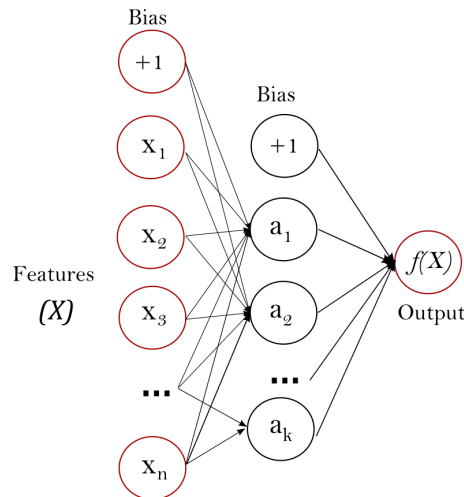 Bias
+1
x1
x2
x3
...
xn
Features
(X)
Bias
+1
a1
a2
...
ak
f(X)
Output